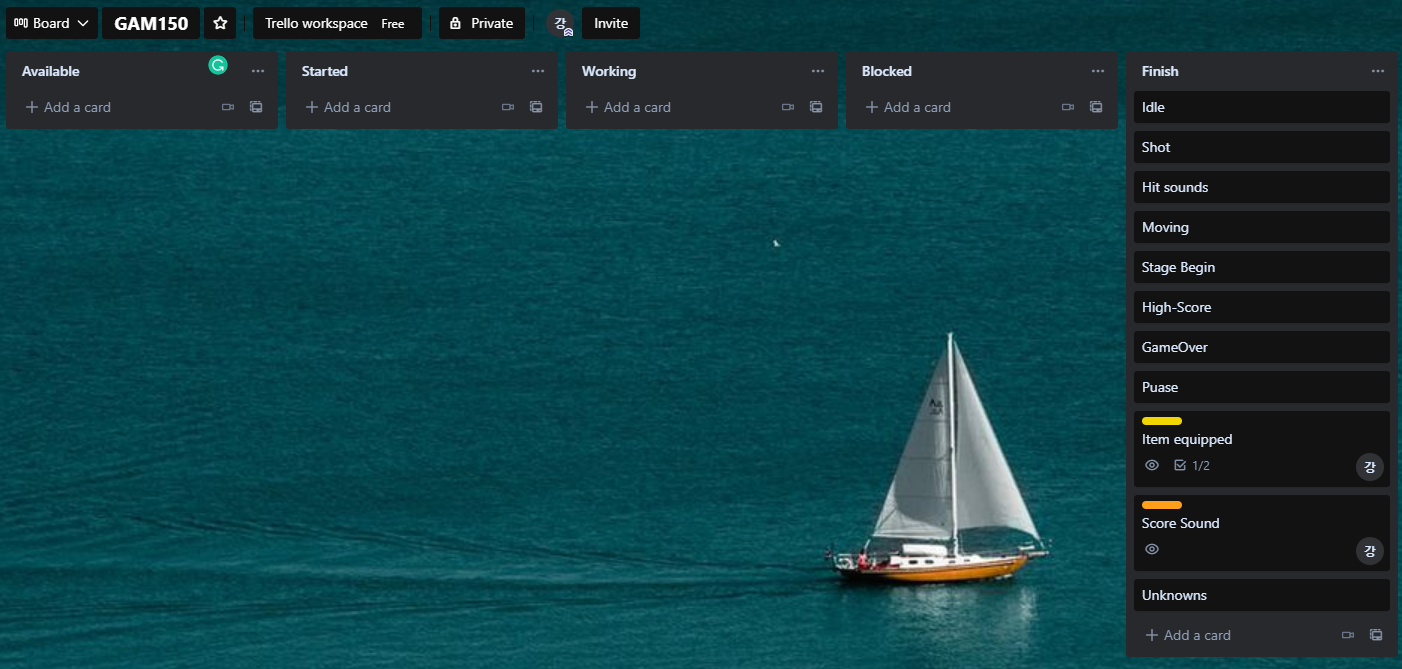 Board GAM150 Trello workspace Free Private 강 Invite
Available
Add a card
Started
Add a card
Working
Add a card
Blocked
Add a card
Finish
Idle
Shot
Hit sounds
Moving
Stage Begin
High-Score
GameOver
Puase
Item equipped
1/2 강
Score Sound
강
Unknowns
Add a card